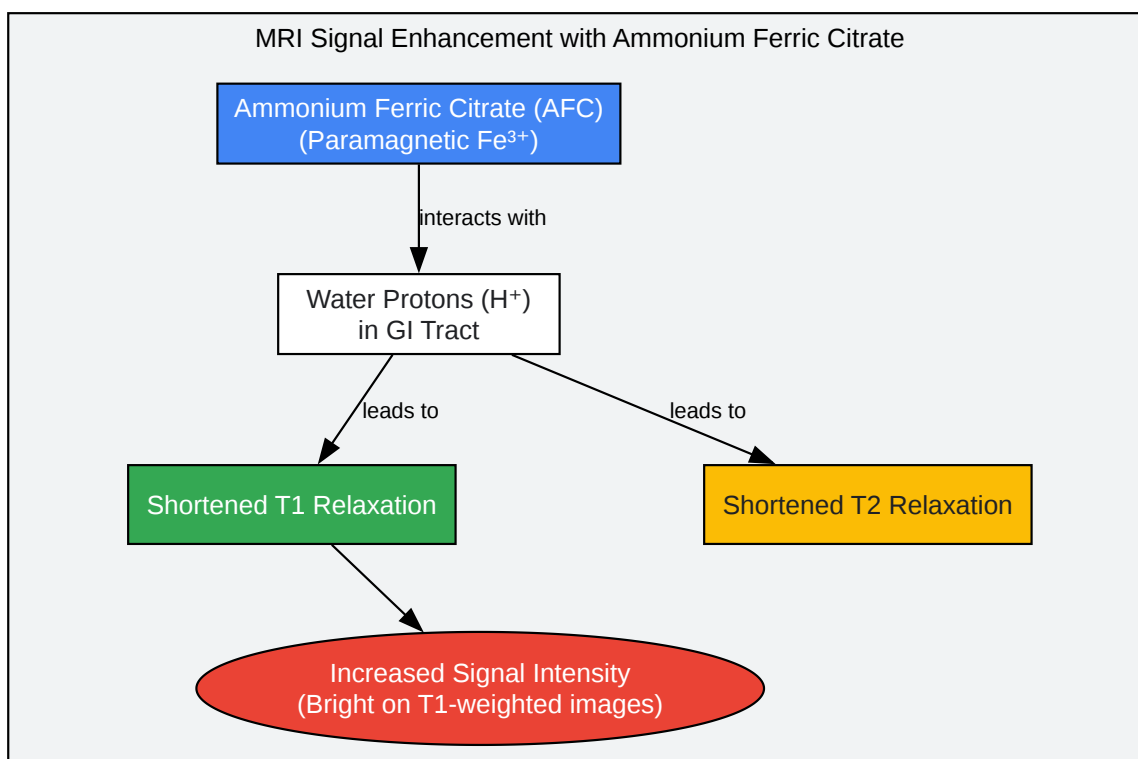 MRI Signal Enhancement with Ammonium Ferric Citrate
Ammonium Ferric Citrate (AFC)
(Paramagnetic Fe³⁺)
interacts with
Water Protons (H⁺)
in GI Tract
leads to
leads to
Shortened T1 Relaxation
Shortened T2 Relaxation
Increased Signal Intensity
(Bright on T1-weighted images)